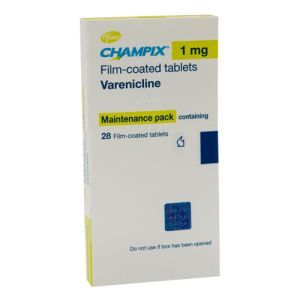 Pfizer
CHAMPIX 1 mg
Film-coated tablets
Varenicline
Maintenance pack containing
28 Film-coated tablets
Do not use if box has been opened